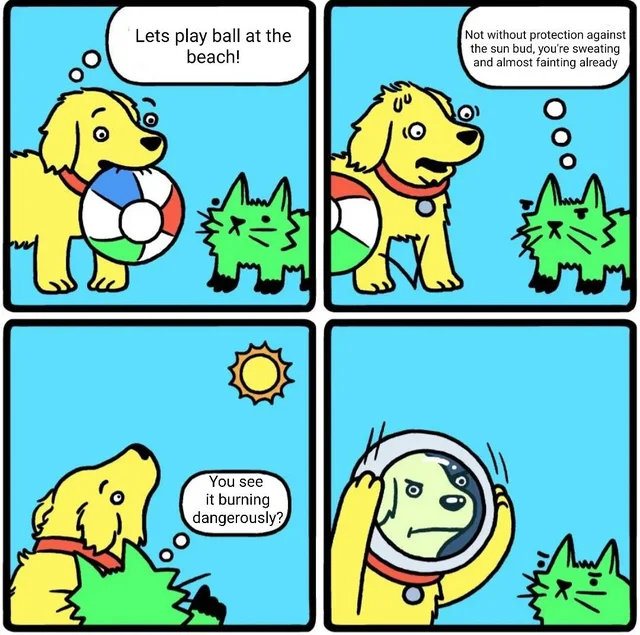 Lets play ball at the
beach!
Not without protection against
the sun bud, you're sweating
and almost fainting already
You see
it burning
dangerously?